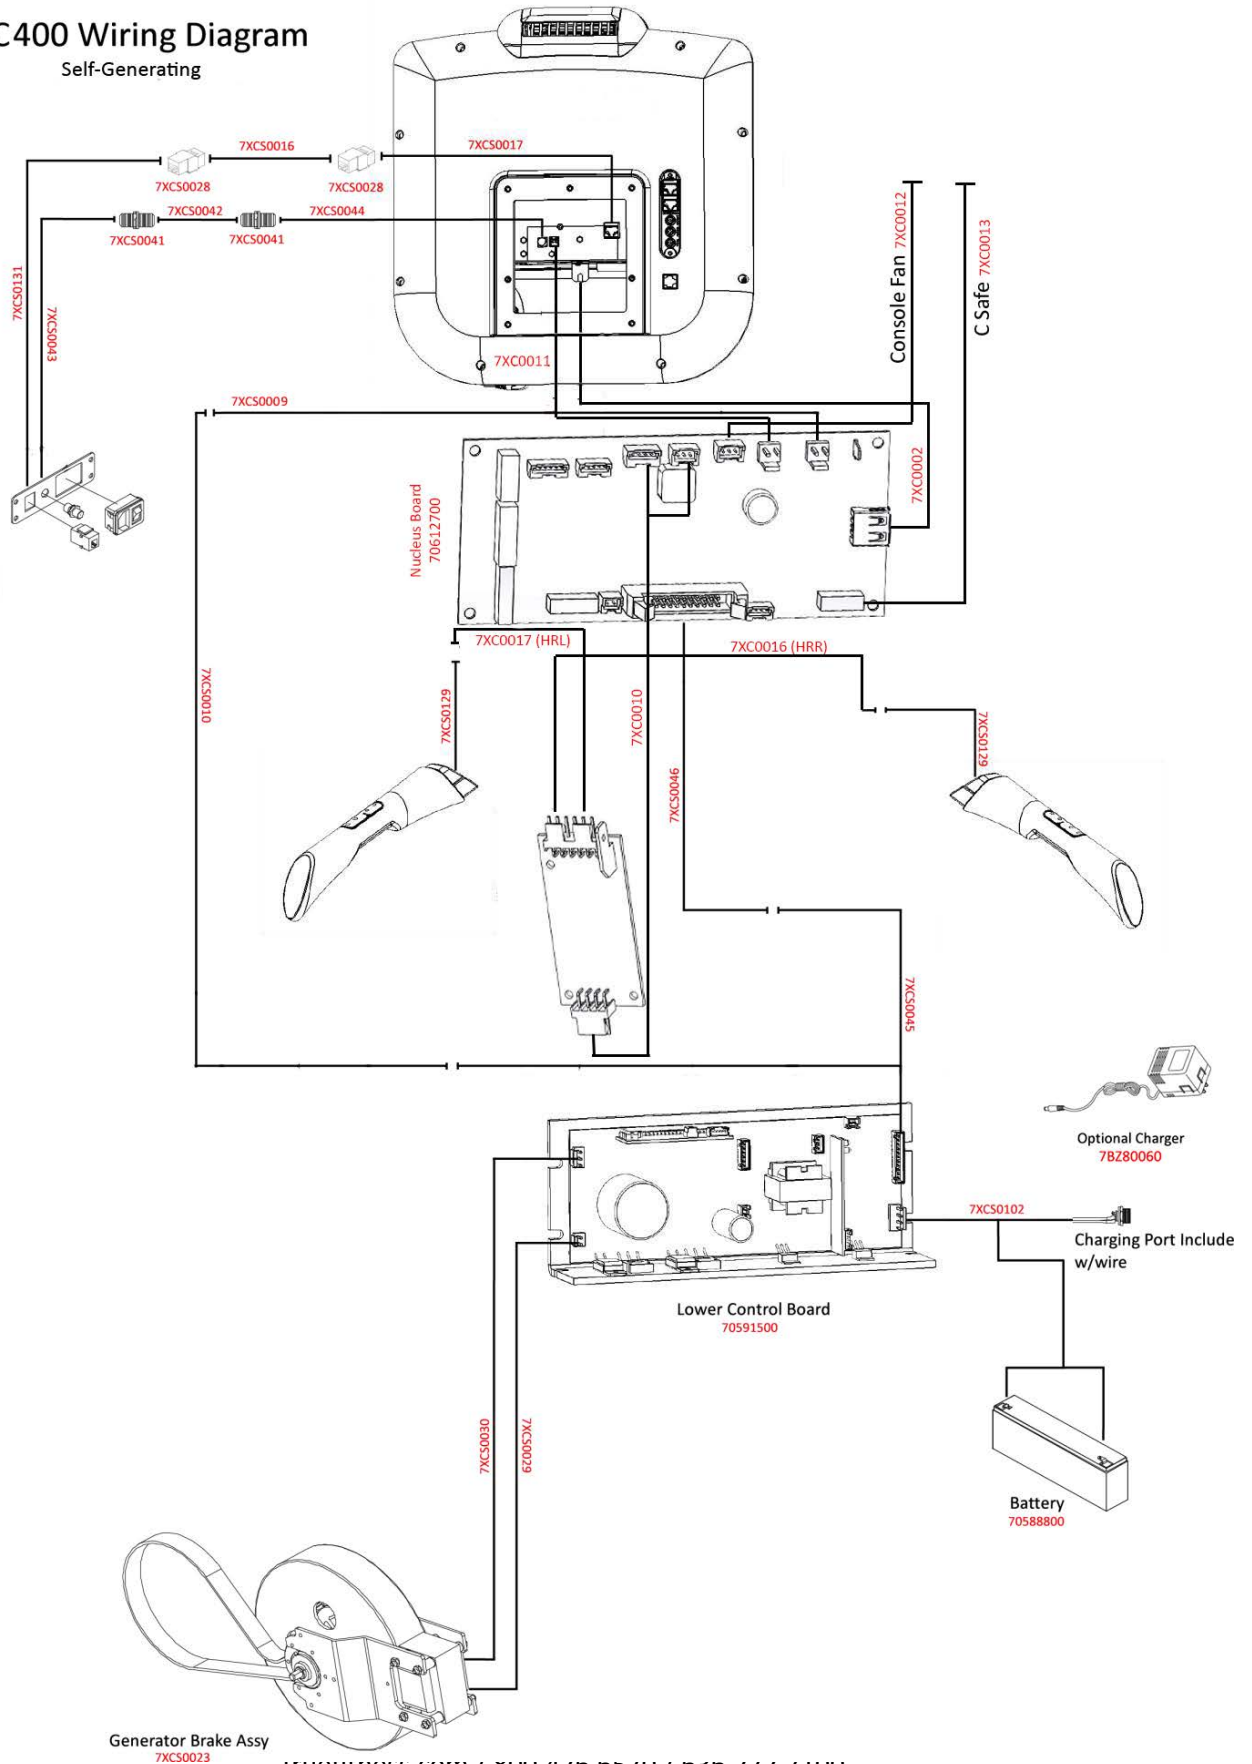 C400 Wiring Diagram
Self-Generating
7XCS0016
7XCS0017
7XCS0028
7XCS0028
7XCS0042
7XCS0044
7XCS0041
7XCS0041
7XCS0131
7XCS0043
Console Fan 7XC0012
C Safe 7XC0013
7XC0011
7XCS0009
7XC0002
Nucleus Board
70612700
7XC0017 (HRL)
7XC0016 (HRR)
7XCS0010
7XCS0129
7XC0010
7XCS0046
7XCS0129
7XCS0045
Optional Charger
7BZ80060
7XCS0102
Charging Port Include
w/wire
Lower Control Board
70591500
7XCS0030
7XCS0029
Battery
70588800
Generator Brake Assy
7XCS0023